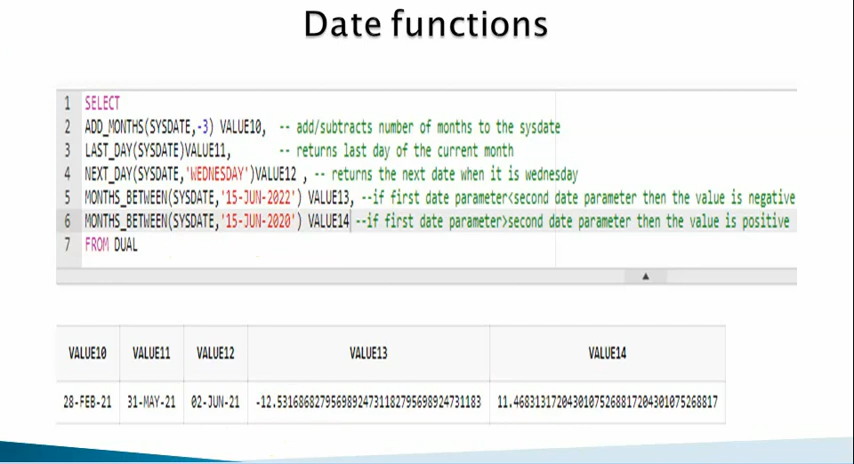 Date functions
1 SELECT
2 ADD_MONTHS(SYSDATE,-3) VALUE10, -- add/subtracts number of months to the sysdate
3 LAST_DAY(SYSDATE)VALUE11, -- returns last day of the current month
4 NEXT_DAY(SYSDATE,'WEDNESDAY')VALUE12 , -- returns the next date when it is wednesday
5 MONTHS_BETWEEN(SYSDATE,'15-JUN-2022') VALUE13, --if first date parameter<second date parameter then the value is negative
6 MONTHS_BETWEEN(SYSDATE,'15-JUN-2020') VALUE14 --if first date parameter>second date parameter then the value is positive
7 FROM DUAL
VALUE10 VALUE11 VALUE12 VALUE13 VALUE14
28-FEB-21 31-MAY-21 02-JUN-21 -12.53168682795698924731182795698924731183 11.4683131720430107526881720430107526881​7